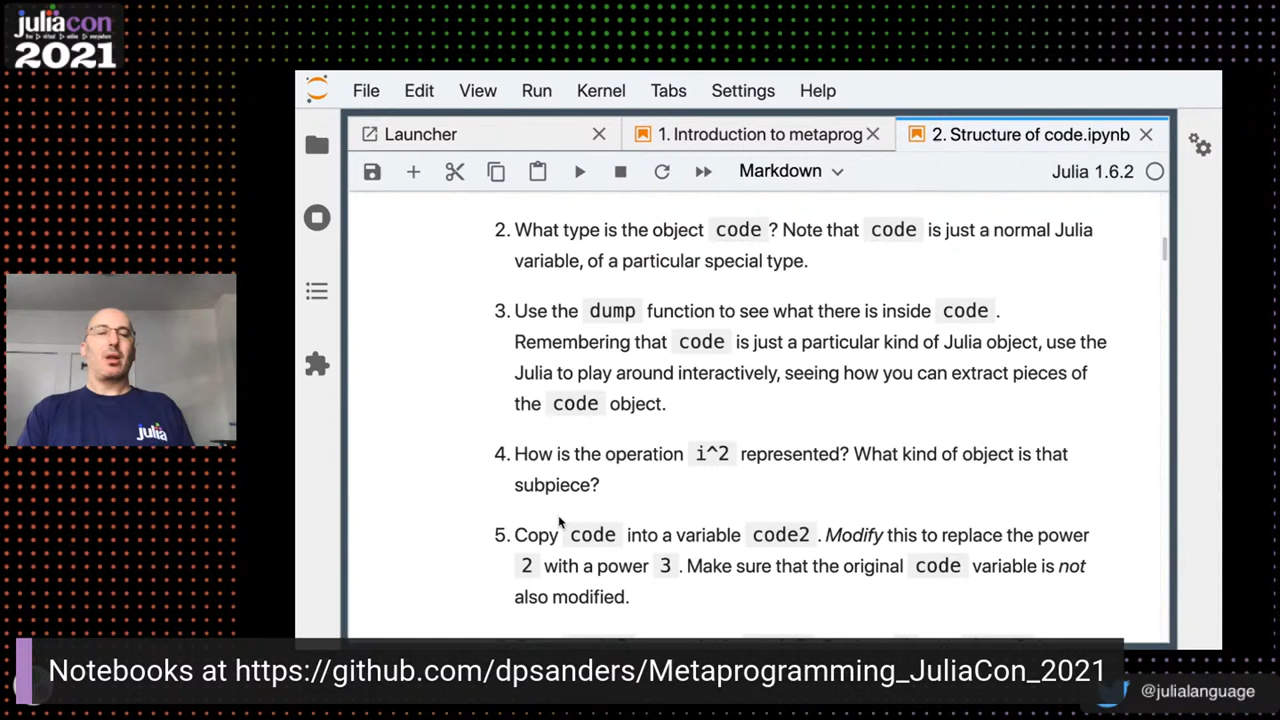 juliacon
2021
File Edit View Run Kernel Tabs Settings Help
Launcher 1. Introduction to metaprog 2. Structure of code.ipynb
Markdown Julia 1.6.2
2. What type is the object code ? Note that code is just a normal Julia
variable, of a particular special type.
3. Use the dump function to see what there is inside code .
Remembering that code is just a particular kind of Julia object, use the
Julia to play around interactively, seeing how you can extract pieces of
the code object.
4. How is the operation i^2 represented? What kind of object is that
subpiece?
5. Copy code into a variable code2 . Modify this to replace the power
2 with a power 3 . Make sure that the original code variable is not
also modified.
julia
Notebooks at https://github.com/dpsanders/Metaprogramming_JuliaCon_2021
@julialanguage